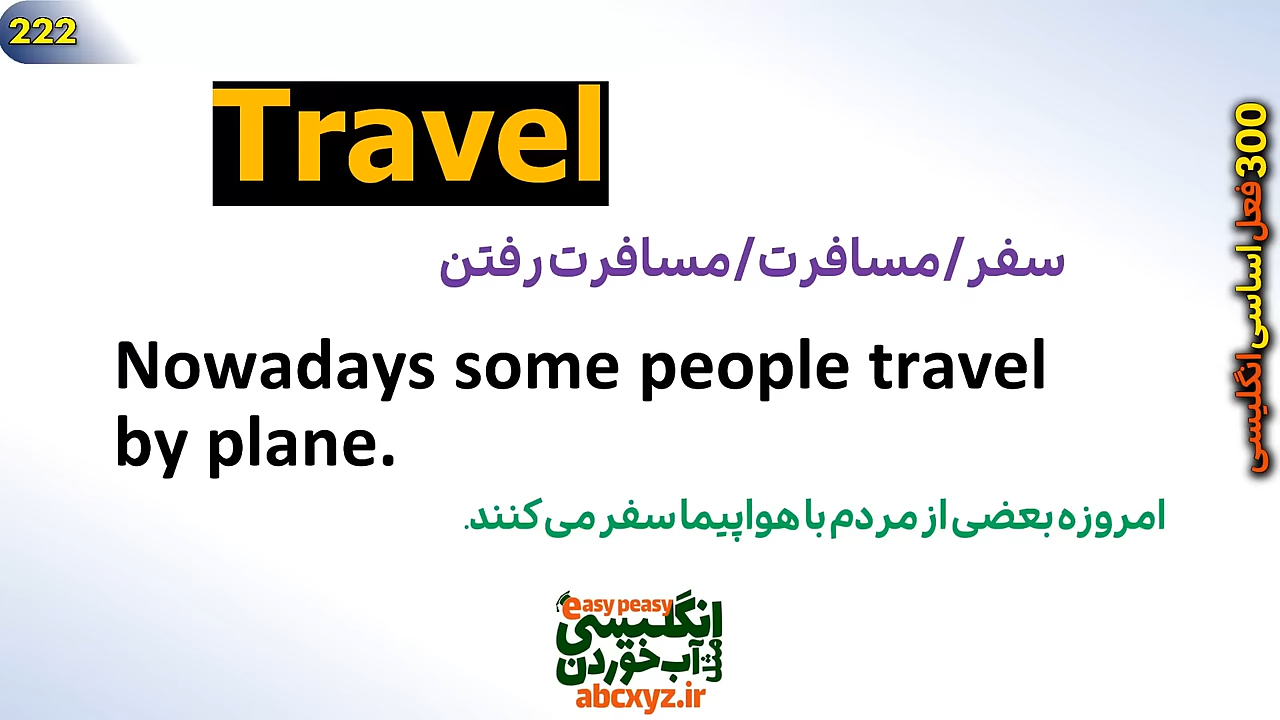 222
Travel
سفر/مسافرت/مسافرت رفتن
Nowadays some people travel
by plane.
امروزه بعضی از مردم با هواپیما سفر می کنند.
300 فعل اساسی انگلیسی
easy peasy
انگلیسی
مثل
آب خوردن
abcxyz.ir